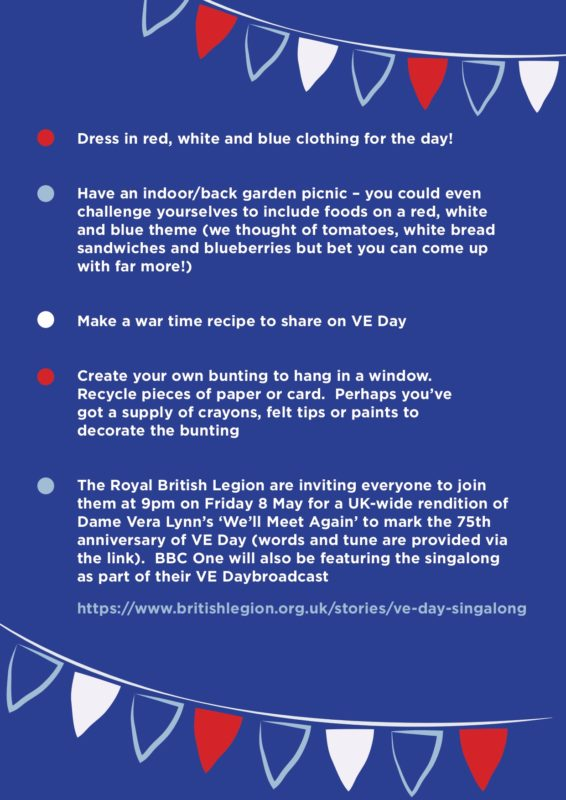 Dress in red, white and blue clothing for the day!
Have an indoor/back garden picnic – you could even
challenge yourselves to include foods on a red, white
and blue theme (we thought of tomatoes, white bread
sandwiches and blueberries but bet you can come up
with far more!)
Make a war time recipe to share on VE Day
Create your own bunting to hang in a window.
Recycle pieces of paper or card.  Perhaps you’ve
got a supply of crayons, felt tips or paints to
decorate the bunting
The Royal British Legion are inviting everyone to join
them at 9pm on Friday 8 May for a UK-wide rendition of
Dame Vera Lynn’s ‘We’ll Meet Again’ to mark the 75th
anniversary of VE Day (words and tune are provided via
the link).  BBC One will also be featuring the singalong
as part of their VE Daybroadcast
https://www.britishlegion.org.uk/stories/ve-day-singalong